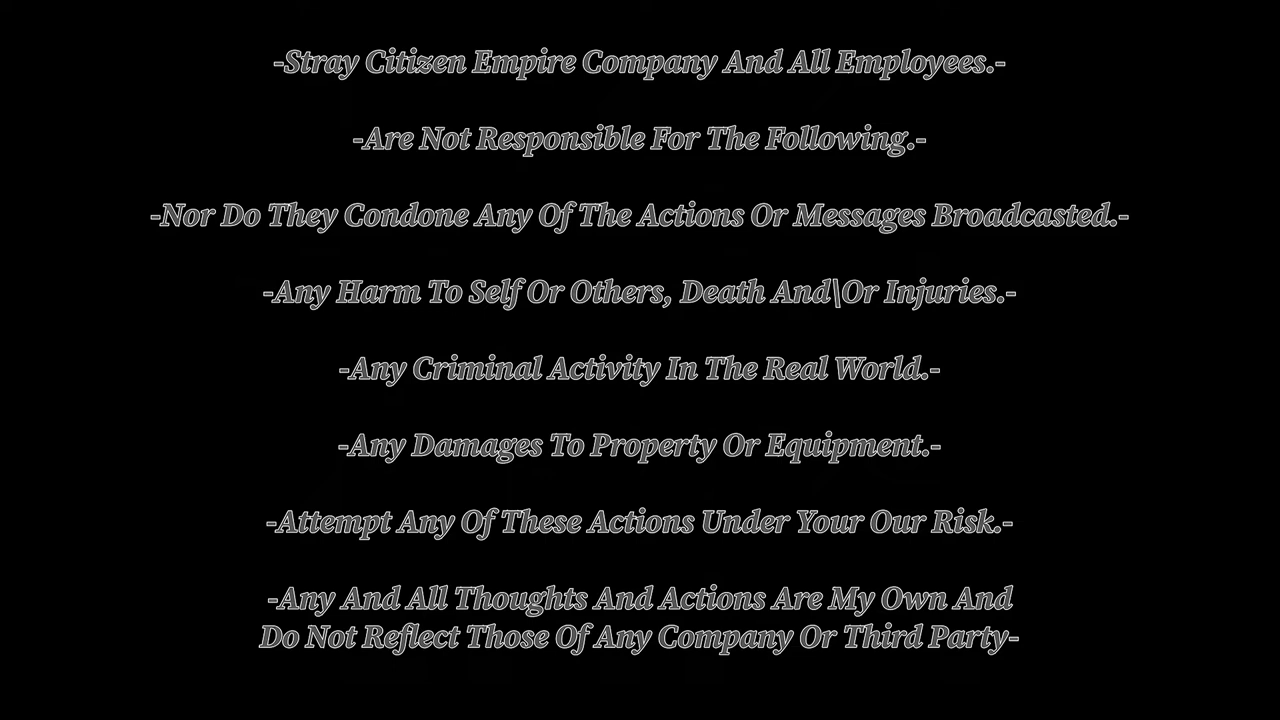 -Stray Citizen Empire Company And All Employees.-
-Are Not Responsible For The Following.-
-Nor Do They Condone Any Of The Actions Or Messages Broadcasted.-
-Any Harm To Self Or Others, Death And\Or Injuries.-
-Any Criminal Activity In The Real World.-
-Any Damages To Property Or Equipment.-
-Attempt Any Of These Actions Under Your Our Risk.-
-Any And All Thoughts And Actions Are My Own And
Do Not Reflect Those Of Any Company Or Third Party-